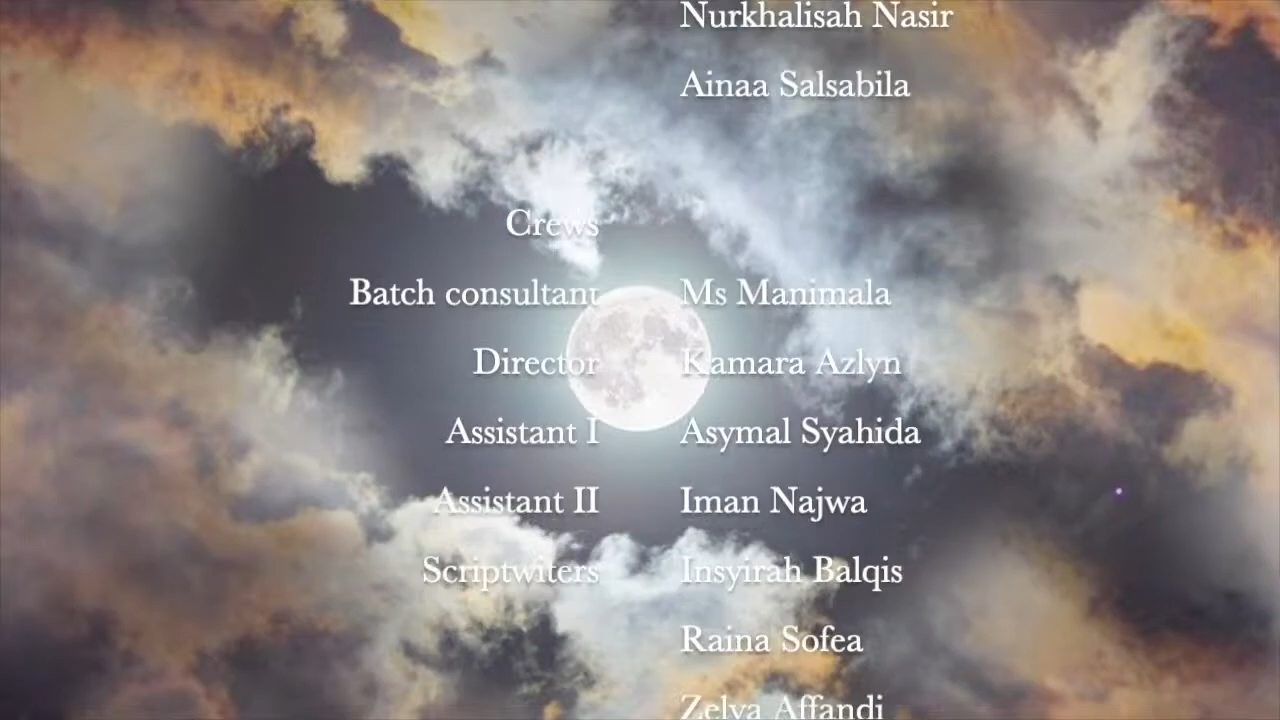 Nurkhalisah Nasir
Ainaa Salsabila
Crews
Batch consultant Ms Manimala
Director Kamara Azlyn
Assistant I Asymal Syahida
Assistant II Iman Najwa
Scriptwiters Insyirah Balqis
Raina Sofea
Zelva Affandi